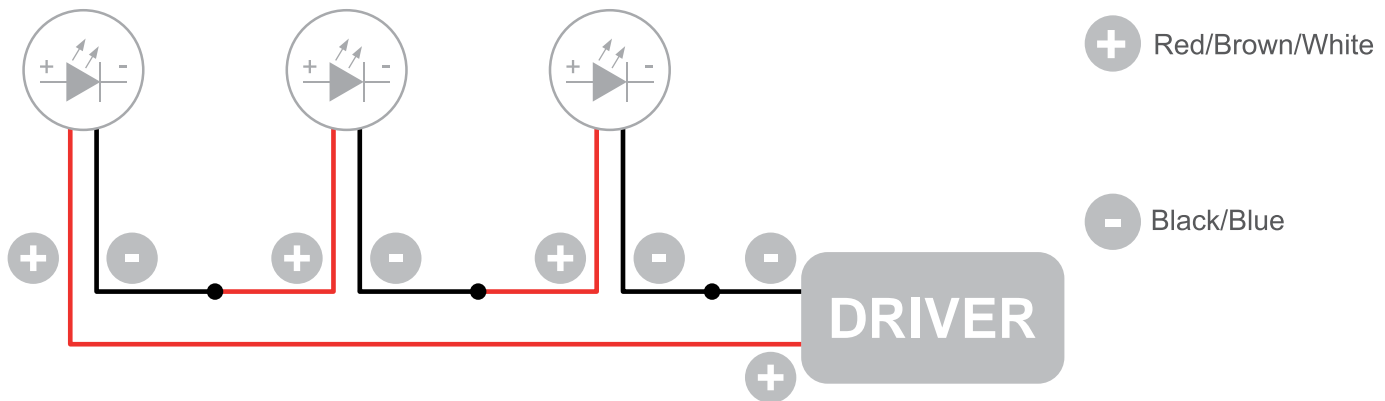 + - + - + -
+ Red/Brown/White
- Black/Blue
+ - + - + - -
DRIVER
+